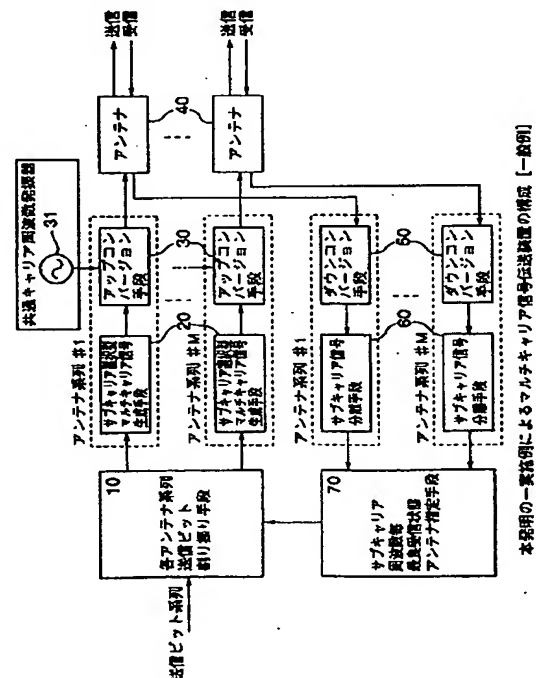 送信ビット系列
10
各アンテナ系列
送信ビット
割り振り手段
アンテナ系列 #1
サブキャリア選択型
マルチキャリア信号
生成手段
20
アップコン
バージョン
手段
30
共通キャリア周波数発振器
31
アンテナ
送信
受信
40
アンテナ系列 #M
サブキャリア選択型
マルチキャリア信号
生成手段
アップコン
バージョン
手段
アンテナ
送信
受信
70
サブキャリア
周波数毎
最良受信状態
アンテナ指定手段
アンテナ系列 #1
サブキャリア信号
分離手段
60
ダウンコン
バージョン
手段
50
アンテナ系列 #M
サブキャリア信号
分離手段
ダウンコン
バージョン
手段
本発明の一実施例によるマルチキャリア信号伝送装置の構成 [一般例]